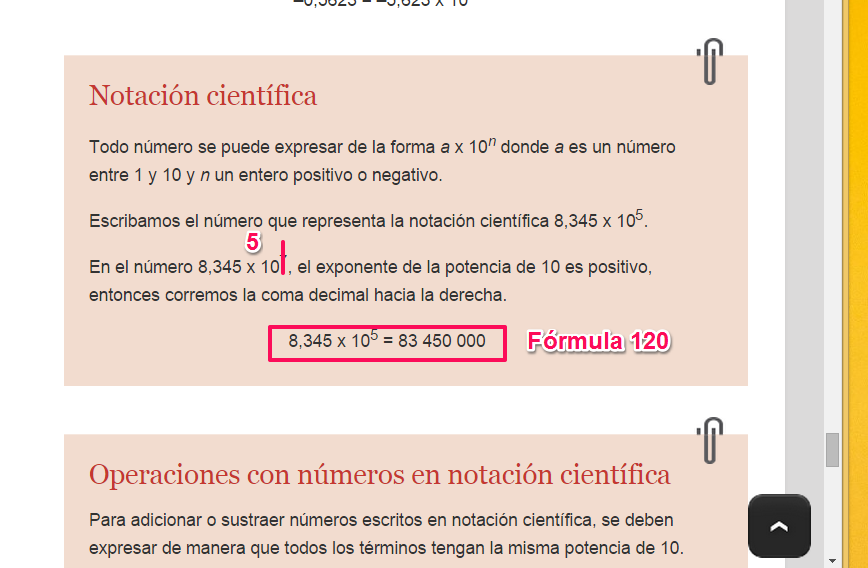 Notación científica
Todo número se puede expresar de la forma a x 10ⁿ donde a es un número
entre 1 y 10 y n un entero positivo o negativo.
Escribamos el número que representa la notación científica 8,345 x 10⁵.
5
En el número 8,345 x 10 , el exponente de la potencia de 10 es positivo,
entonces corremos la coma decimal hacia la derecha.
8,345 x 10⁵ = 83 450 000
Fórmula 120
Operaciones con números en notación científica
Para adicionar o sustraer números escritos en notación científica, se deben
expresar de manera que todos los términos tengan la misma potencia de 10.